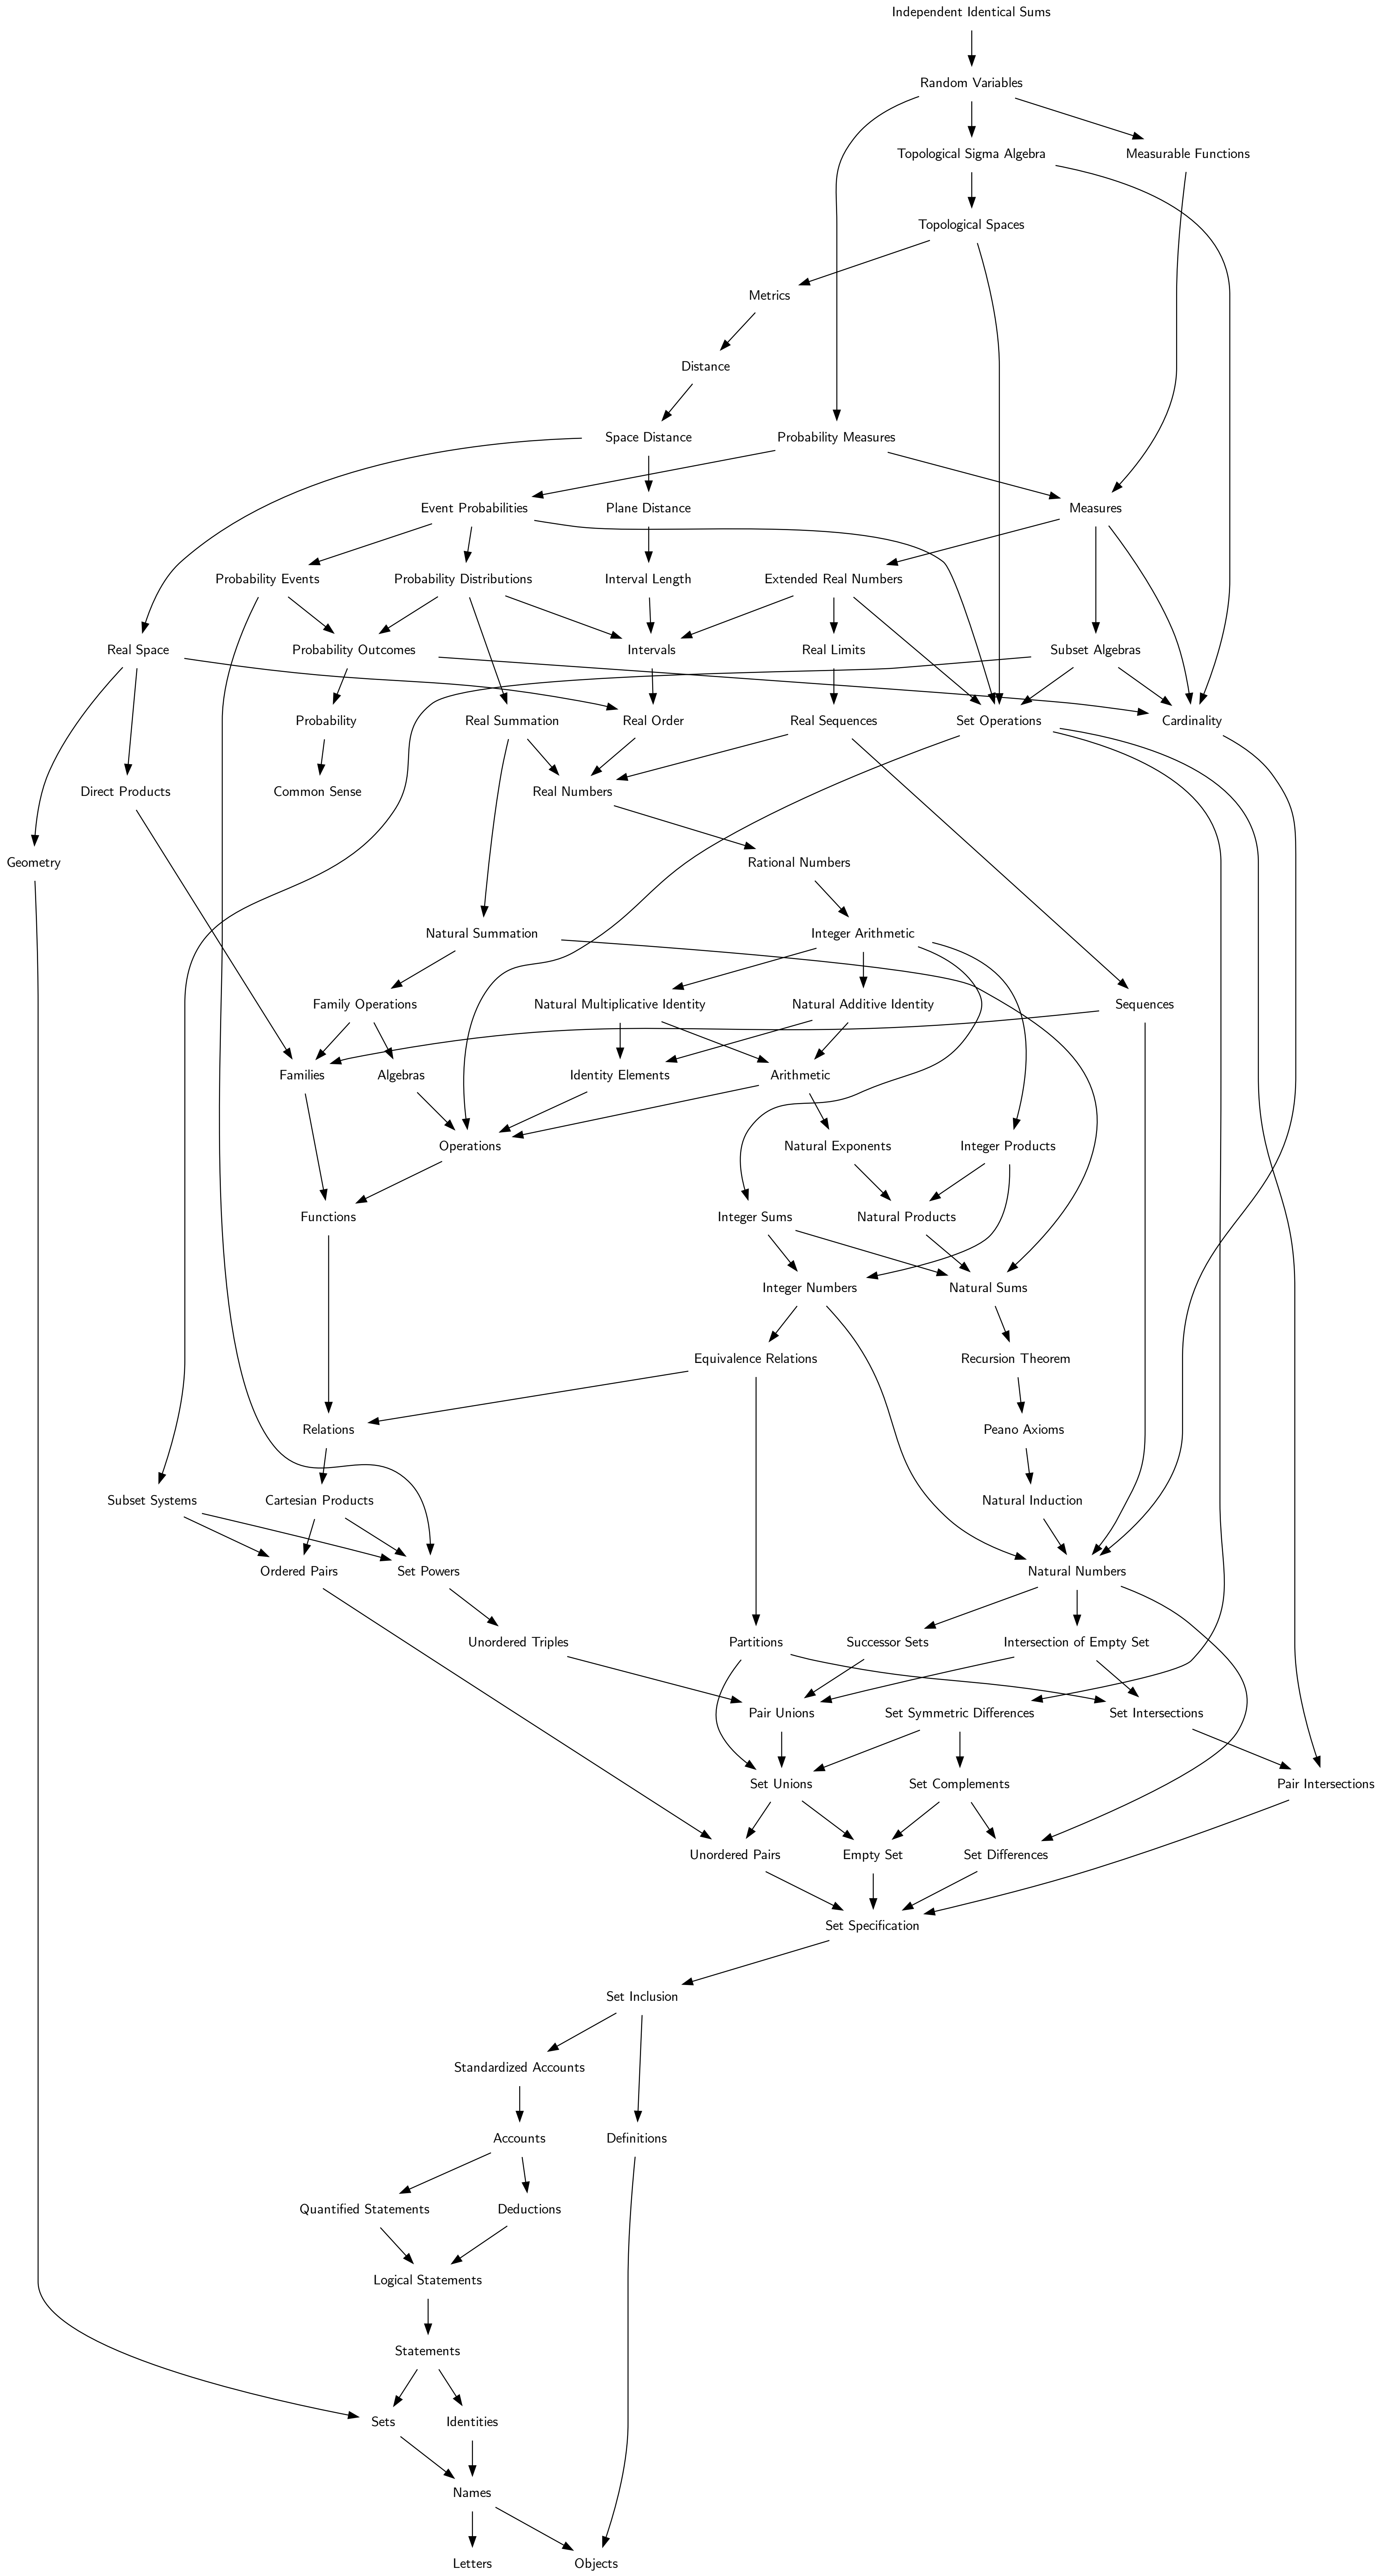 Independent Identical Sums
Random Variables
Topological Sigma Algebra
Measurable Functions
Topological Spaces
Metrics
Distance
Space Distance
Probability Measures
Event Probabilities
Plane Distance
Measures
Probability Events
Probability Distributions
Interval Length
Extended Real Numbers
Real Space
Probability Outcomes
Intervals
Real Limits
Subset Algebras
Probability
Real Summation
Real Order
Real Sequences
Set Operations
Cardinality
Direct Products
Common Sense
Real Numbers
Geometry
Rational Numbers
Natural Summation
Integer Arithmetic
Family Operations
Natural Multiplicative Identity
Natural Additive Identity
Sequences
Families
Algebras
Identity Elements
Arithmetic
Operations
Natural Exponents
Integer Products
Functions
Integer Sums
Natural Products
Integer Numbers
Natural Sums
Equivalence Relations
Recursion Theorem
Relations
Peano Axioms
Subset Systems
Cartesian Products
Natural Induction
Ordered Pairs
Set Powers
Natural Numbers
Unordered Triples
Partitions
Successor Sets
Intersection of Empty Set
Pair Unions
Set Symmetric Differences
Set Intersections
Set Unions
Set Complements
Pair Intersections
Unordered Pairs
Empty Set
Set Differences
Set Specification
Set Inclusion
Standardized Accounts
Accounts
Definitions
Quantified Statements
Deductions
Logical Statements
Statements
Sets
Identities
Names
Letters
Objects